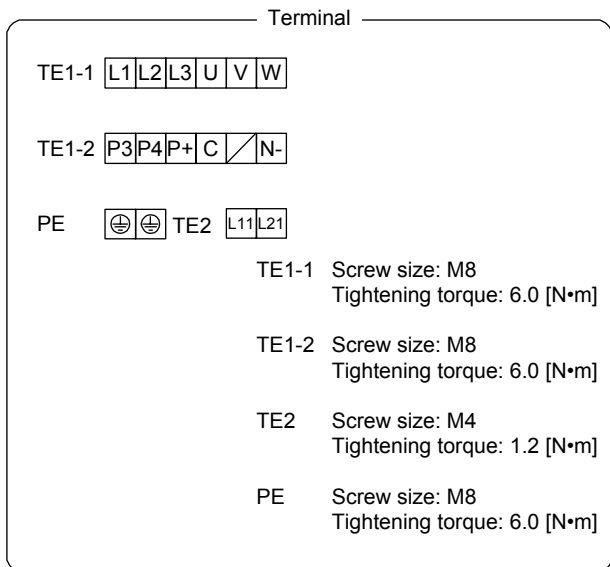 Terminal
TE1-1 L1 L2 L3 U V W
TE1-2 P3 P4 P+ C N-
PE TE2 L11 L21
TE1-1 Screw size: M8
Tightening torque: 6.0 [N•m]
TE1-2 Screw size: M8
Tightening torque: 6.0 [N•m]
TE2 Screw size: M4
Tightening torque: 1.2 [N•m]
PE Screw size: M8
Tightening torque: 6.0 [N•m]